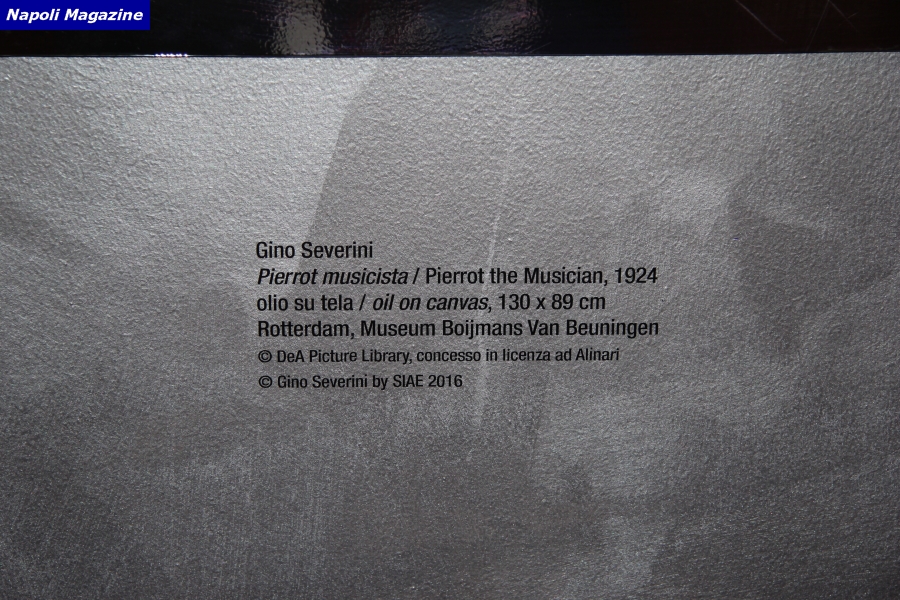 Napoli Magazine
Gino Severini
Pierrot musicista / Pierrot the Musician, 1924
olio su tela / oil on canvas, 130 x 89 cm
Rotterdam, Museum Boijmans Van Beuningen
© DeA Picture Library, concesso in licenza ad Alinari
© Gino Severini by SIAE 2016